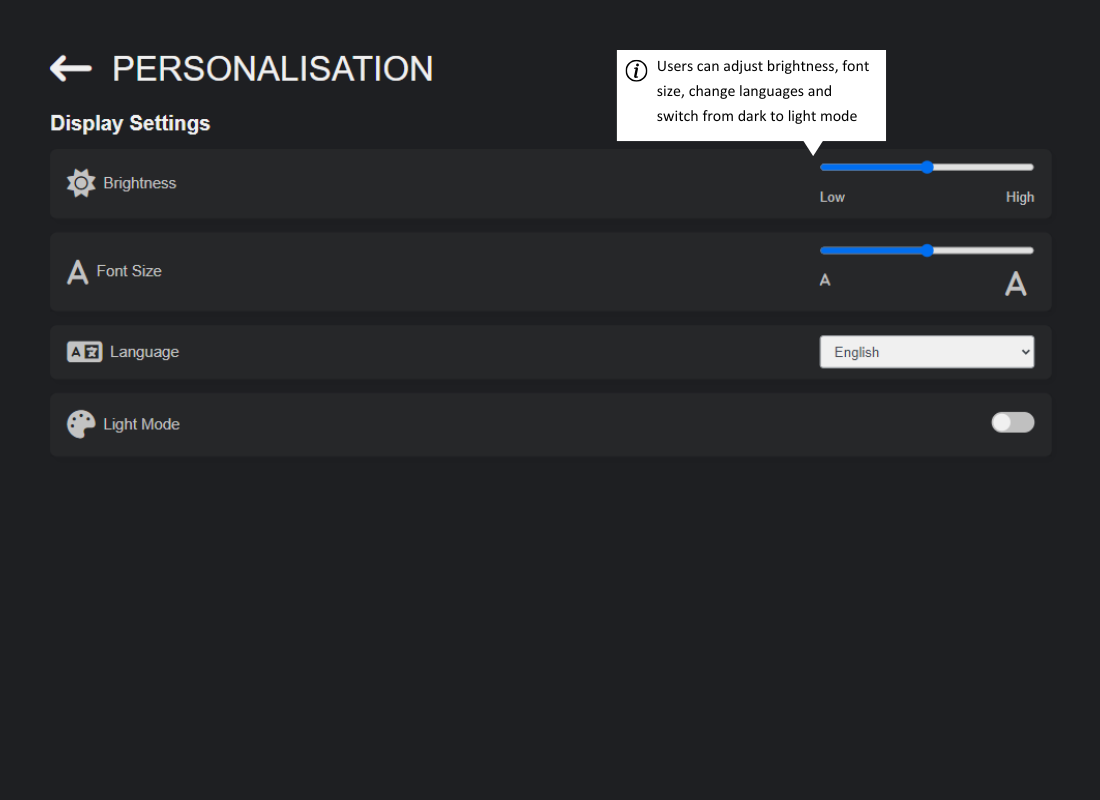 PERSONALISATION
Users can adjust brightness, font
size, change languages and
switch from dark to light mode
Display Settings
Brightness
Low High
Font Size
A A
Language
English
Light Mode